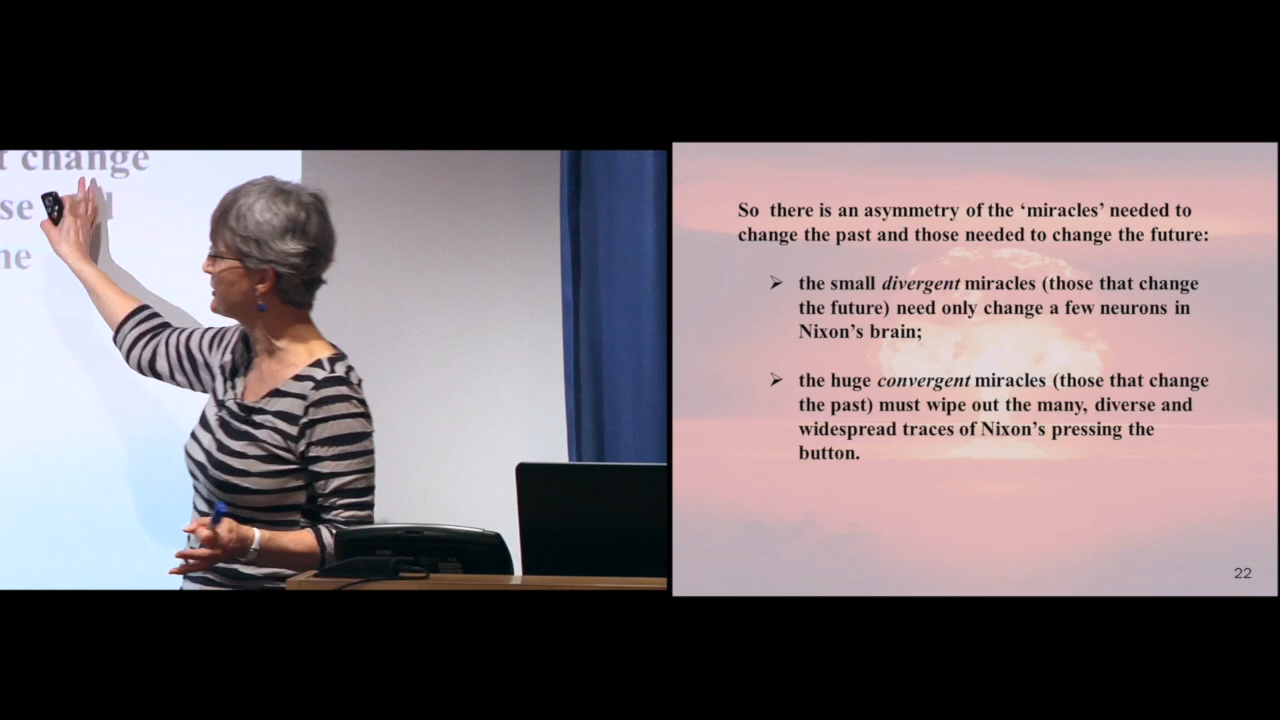 t change
se
he
So there is an asymmetry of the ‘miracles’ needed to
change the past and those needed to change the future:
the small divergent miracles (those that change
the future) need only change a few neurons in
Nixon’s brain;
the huge convergent miracles (those that change
the past) must wipe out the many, diverse and
widespread traces of Nixon’s pressing the
button.
22